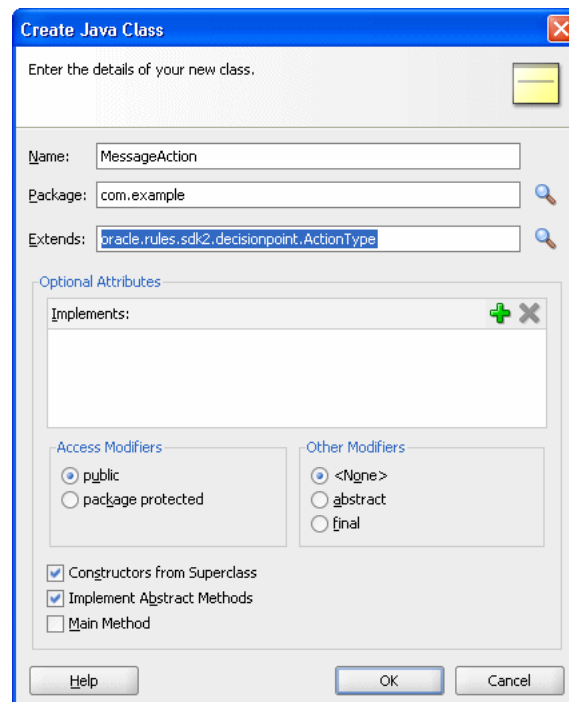 Create Java Class
Enter the details of your new class.
Name: MessageAction
Package: com.example
Extends: oracle.rules.sdk2.decisionpoint.ActionType
Optional Attributes
Implements:
Access Modifiers
public
package protected
Other Modifiers
<None>
abstract
final
Constructors from Superclass
Implement Abstract Methods
Main Method
Help OK Cancel